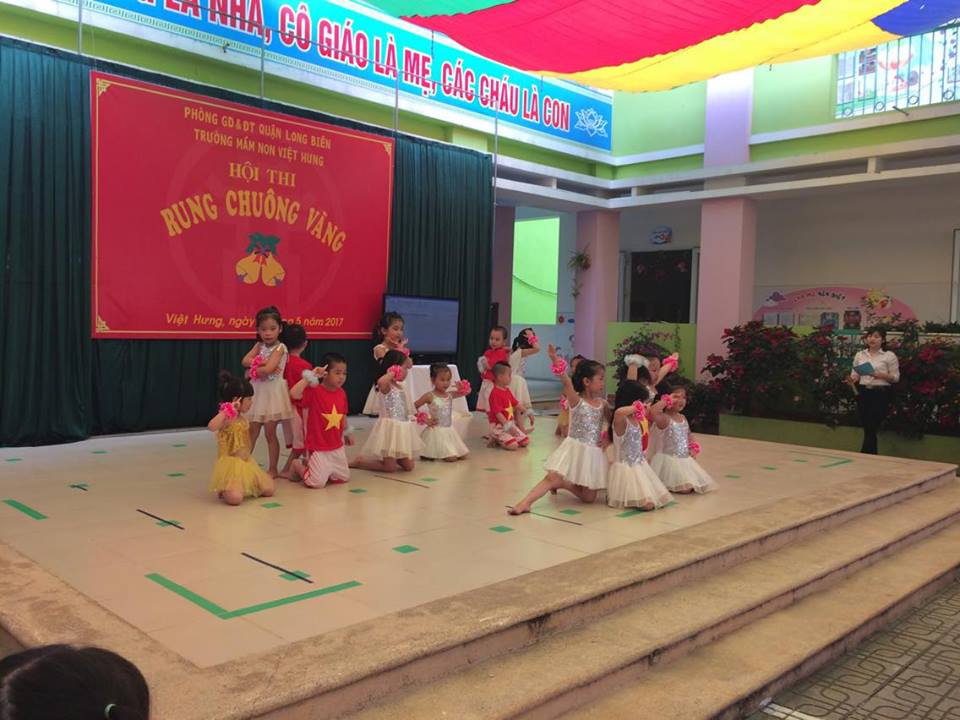 LÀ NHÀ, CÔ GIÁO LÀ MẸ, CÁC CHÁU LÀ CON
PHÒNG GD&ĐT QUẬN LONG BIÊN
TRƯỜNG MẦM NON VIỆT HƯNG
HỘI THI
RUNG CHUÔNG VÀNG
Việt Hưng, ngày 5 năm 2017